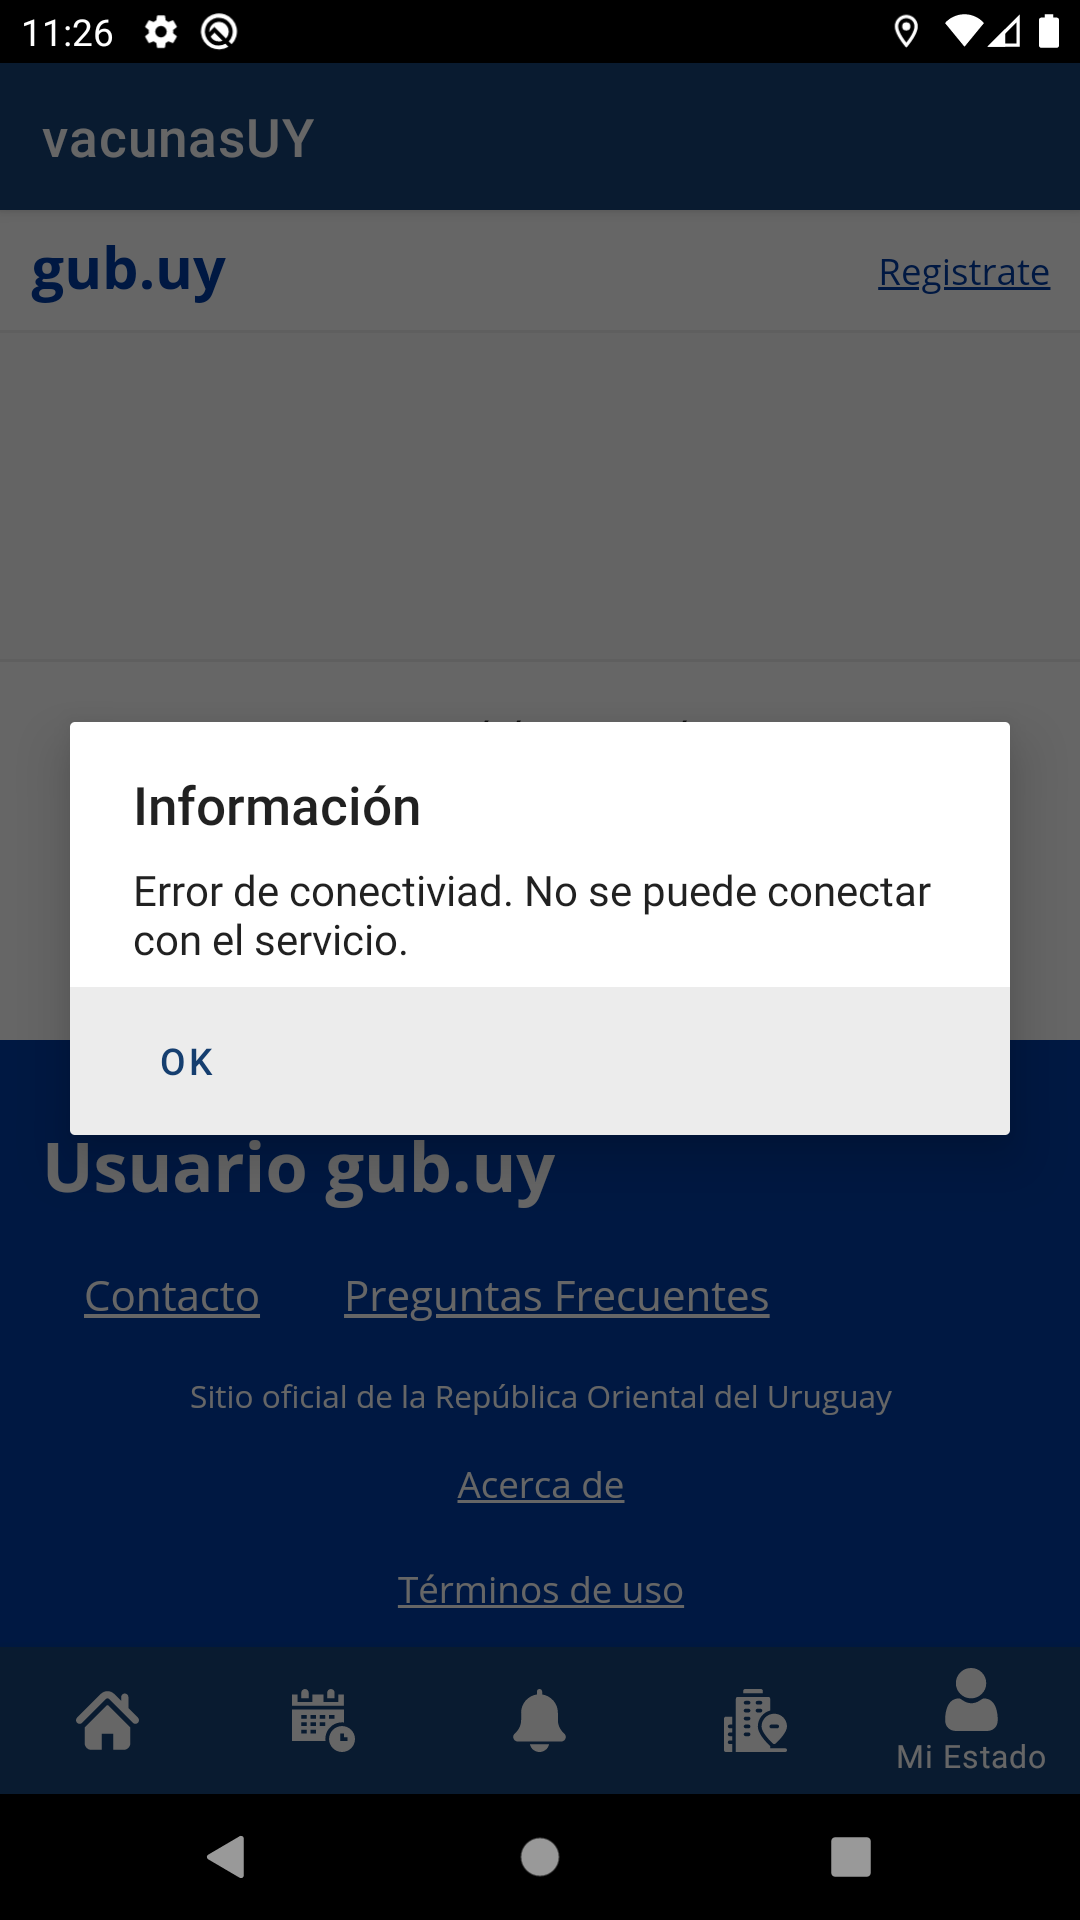 11:26
vacunasUY
gub.uy
Registrate
Información
Error de conectiviad. No se puede conectar
con el servicio.
OK
Usuario gub.uy
Contacto
Preguntas Frecuentes
Sitio oficial de la República Oriental del Uruguay
Acerca de
Términos de uso
Mi Estado